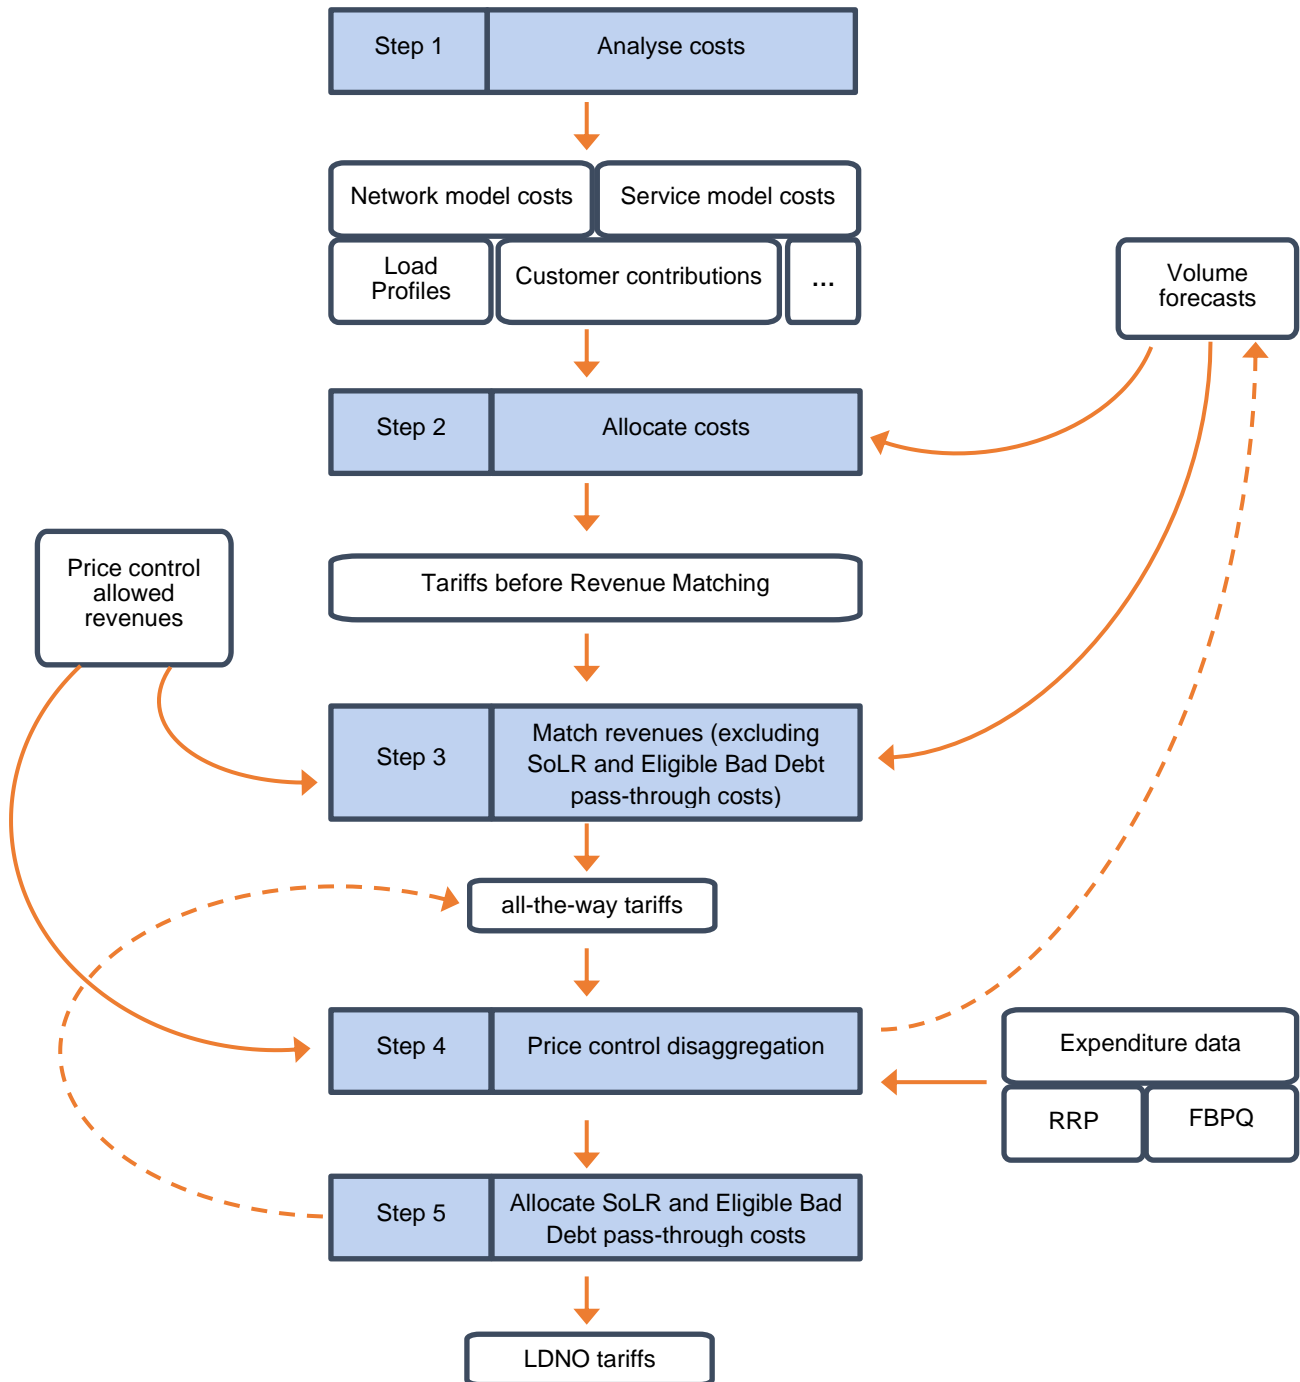 Step 1
Analyse costs
Network model costs
Service model costs
Load
Profiles
Customer contributions
...
Volume
forecasts
Step 2
Allocate costs
Price control
allowed
revenues
Tariffs before Revenue Matching
Step 3
Match revenues (excluding
SoLR and Eligible Bad Debt
pass-through costs)
all-the-way tariffs
Step 4
Price control disaggregation
Expenditure data
RRP
FBPQ
Step 5
Allocate SoLR and Eligible Bad
Debt pass-through costs
LDNO tariffs